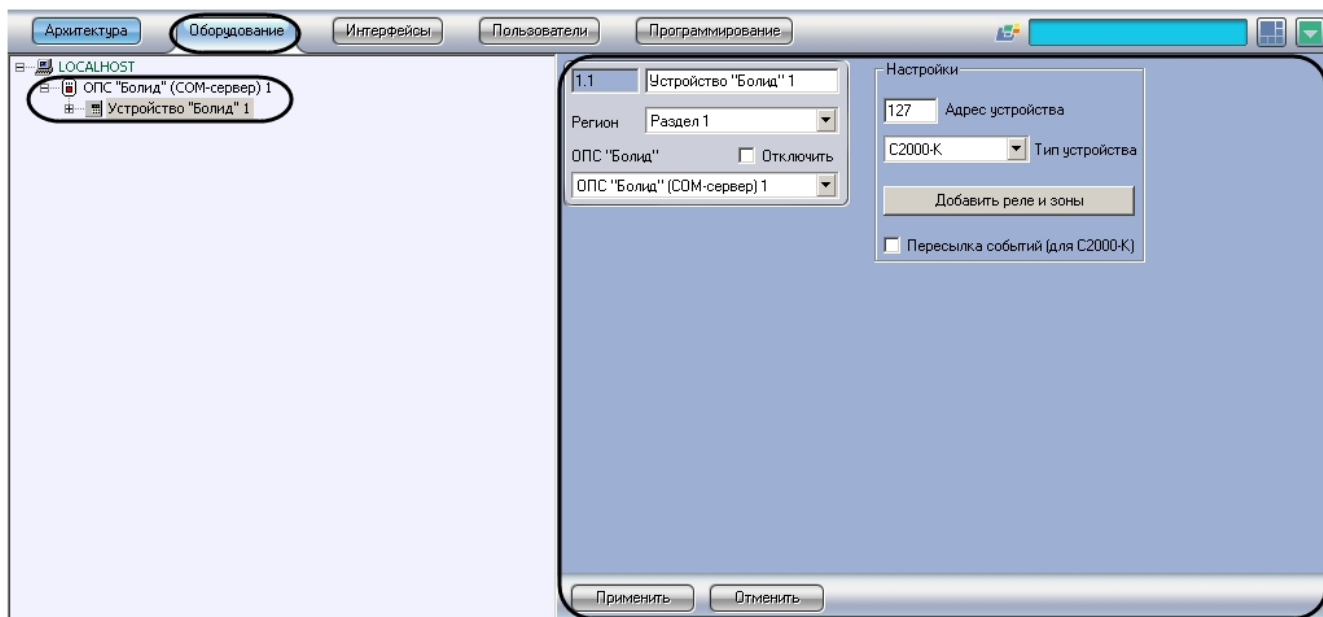 Архитектура
Оборудование
Интерфейсы
Пользователи
Программирование
LOCALHOST
ОПС "Болид" (COM-сервер) 1
Устройство "Болид" 1
1.1
Устройство "Болид" 1
Регион
Раздел 1
ОПС "Болид"
Отключить
ОПС "Болид" (COM-сервер) 1
Настройки
127
Адрес устройства
С2000-К
Тип устройства
Добавить реле и зоны
Пересылка событий (для С2000-К)
Применить
Отменить